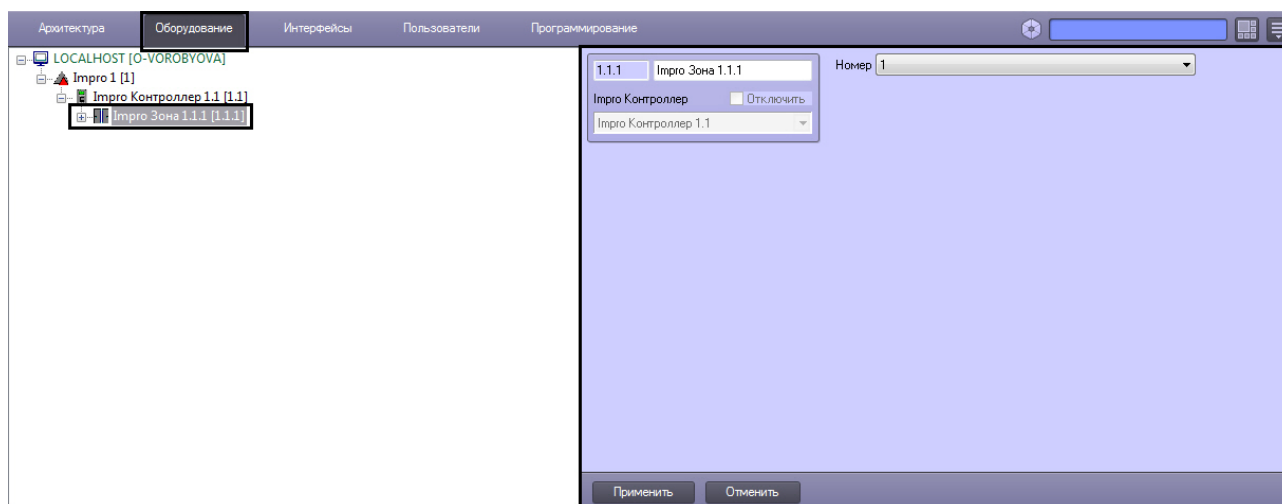 Архитектура Оборудование Интерфейсы Пользователи Программирование
LOCALHOST [O-VOROBYOVA]
Impro 1 [1]
Impro Контроллер 1.1 [1.1]
Impro Зона 1.1.1 [1.1.1]
1.1.1 Impro Зона 1.1.1
Impro Контроллер Отключить
Impro Контроллер 1.1
Номер 1
Применить Отменить